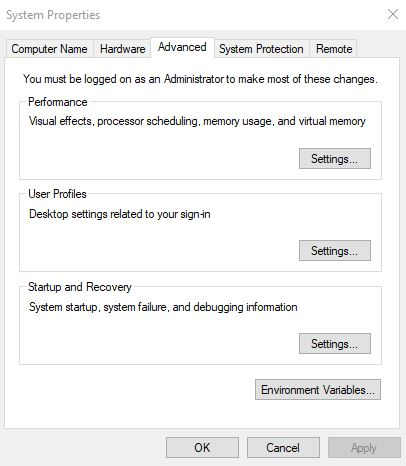 System Properties
Computer Name Hardware Advanced System Protection Remote
You must be logged on as an Administrator to make most of these changes.
Performance
Visual effects, processor scheduling, memory usage, and virtual memory
Settings...
User Profiles
Desktop settings related to your sign-in
Settings...
Startup and Recovery
System startup, system failure, and debugging information
Settings...
Environment Variables...
OK Cancel Apply